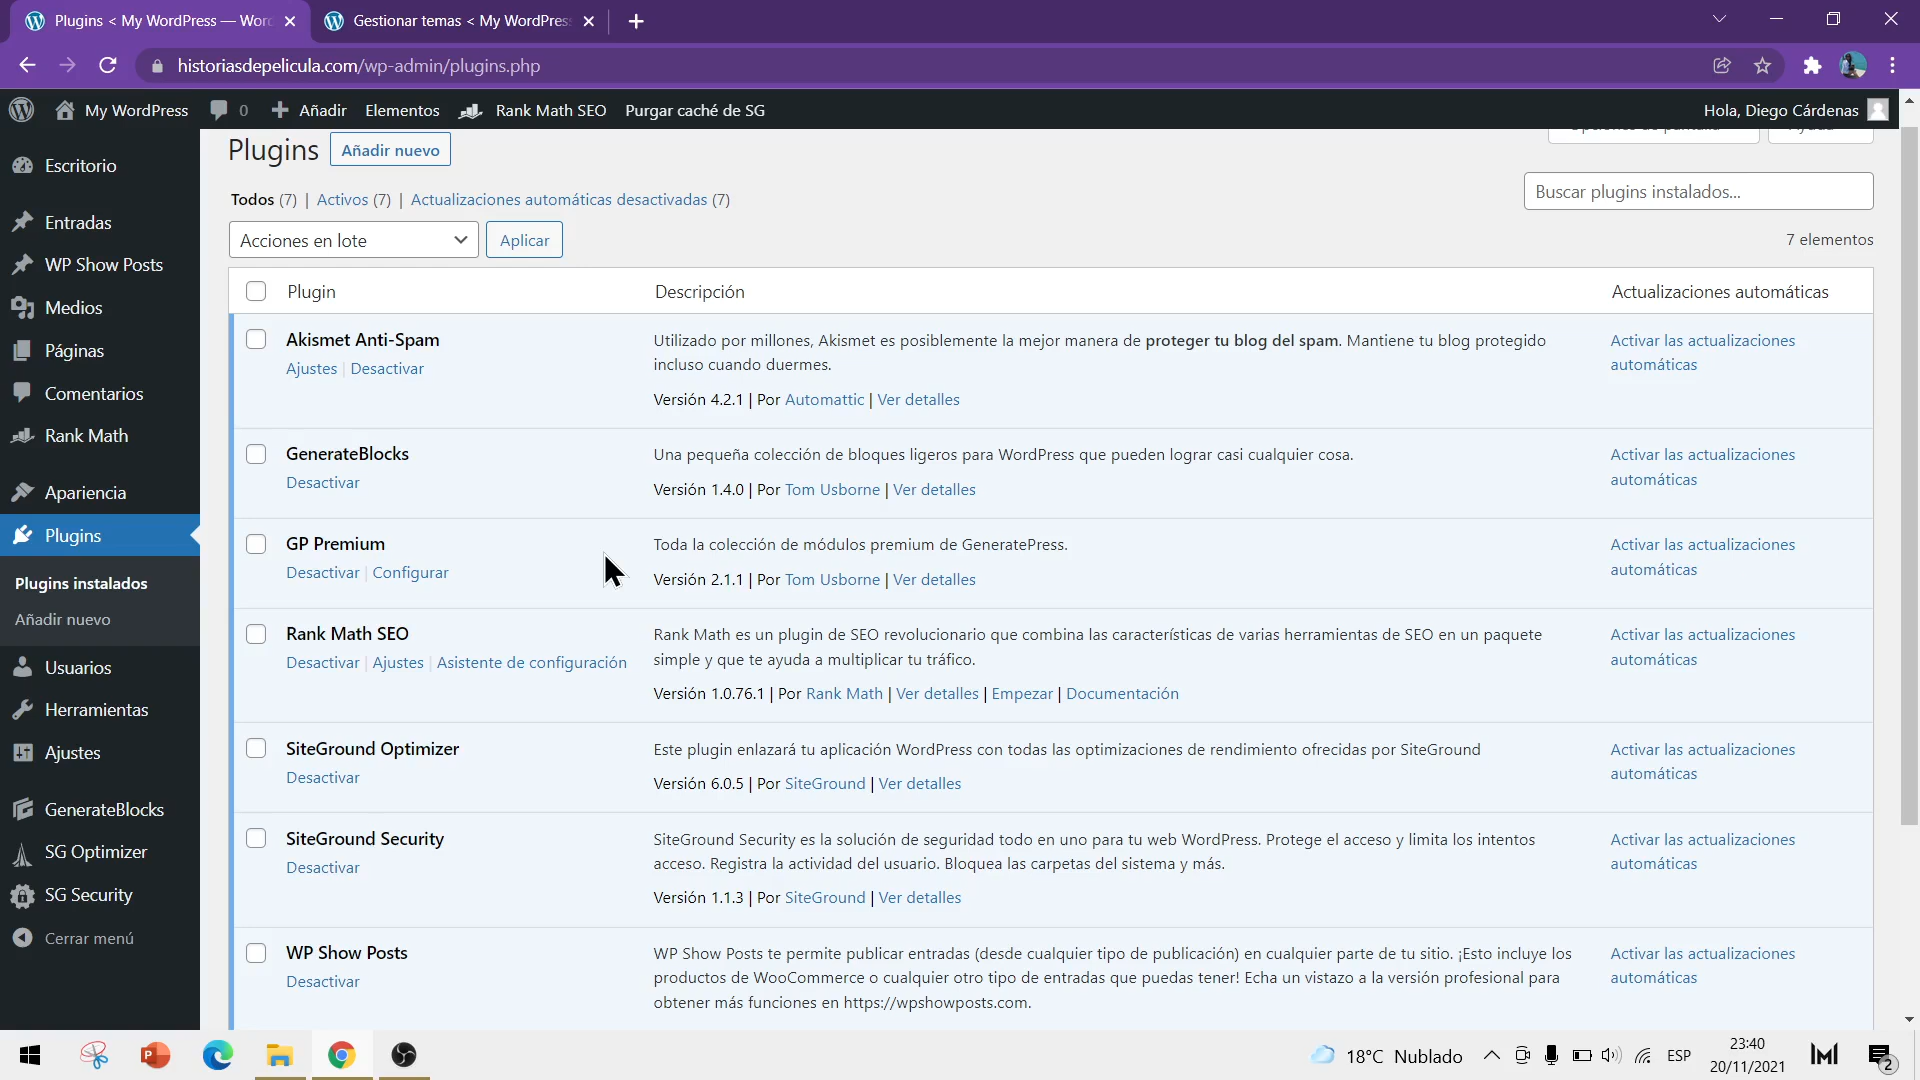 Plugins < My WordPress — Wor
Gestionar temas < My WordPres
historiasdepelicula.com/wp-admin/plugins.php
My WordPress
0
Añadir
Elementos
Rank Math SEO
Purgar caché de SG
Hola, Diego Cárdenas
Escritorio
Entradas
WP Show Posts
Medios
Páginas
Comentarios
Rank Math
Apariencia
Plugins
Plugins instalados
Añadir nuevo
Usuarios
Herramientas
Ajustes
GenerateBlocks
SG Optimizer
SG Security
Cerrar menú
Plugins
Añadir nuevo
Todos (7) | Activos (7) | Actualizaciones automáticas desactivadas (7)
Buscar plugins instalados...
Acciones en lote
Aplicar
7 elementos
Plugin
Descripción
Actualizaciones automáticas
Akismet Anti-Spam
Ajustes | Desactivar
Utilizado por millones, Akismet es posiblemente la mejor manera de proteger tu blog del spam. Mantiene tu blog protegido
incluso cuando duermes.
Versión 4.2.1 | Por Automattic | Ver detalles
Activar las actualizaciones
automáticas
GenerateBlocks
Desactivar
Una pequeña colección de bloques ligeros para WordPress que pueden lograr casi cualquier cosa.
Versión 1.4.0 | Por Tom Usborne | Ver detalles
Activar las actualizaciones
automáticas
GP Premium
Desactivar | Configurar
Toda la colección de módulos premium de GeneratePress.
Versión 2.1.1 | Por Tom Usborne | Ver detalles
Activar las actualizaciones
automáticas
Rank Math SEO
Desactivar | Ajustes | Asistente de configuración
Rank Math es un plugin de SEO revolucionario que combina las características de varias herramientas de SEO en un paquete
simple y que te ayuda a multiplicar tu tráfico.
Versión 1.0.76.1 | Por Rank Math | Ver detalles | Empezar | Documentación
Activar las actualizaciones
automáticas
SiteGround Optimizer
Desactivar
Este plugin enlazará tu aplicación WordPress con todas las optimizaciones de rendimiento ofrecidas por SiteGround
Versión 6.0.5 | Por SiteGround | Ver detalles
Activar las actualizaciones
automáticas
SiteGround Security
Desactivar
SiteGround Security es la solución de seguridad todo en uno para tu web WordPress. Protege el acceso y limita los intentos
acceso. Registra la actividad del usuario. Bloquea las carpetas del sistema y más.
Versión 1.1.3 | Por SiteGround | Ver detalles
Activar las actualizaciones
automáticas
WP Show Posts
Desactivar
WP Show Posts te permite publicar entradas (desde cualquier tipo de publicación) en cualquier parte de tu sitio. ¡Esto incluye los
productos de WooCommerce o cualquier otro tipo de entradas que puedas tener! Echa un vistazo a la versión profesional para
obtener más funciones en https://wpshowposts.com.
Activar las actualizaciones
automáticas
18°C Nublado
ESP
23:40
20/11/2021
2